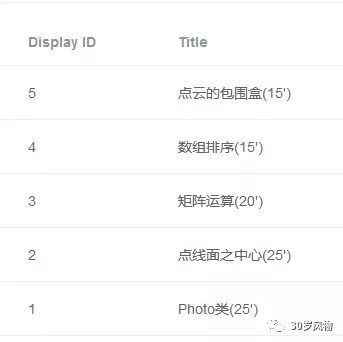 Display ID Title
5 点云的包围盒(15')
4 数组排序(15')
3 矩阵运算(20')
2 点线面之中心(25')
1 Photo类(25')
30岁风物